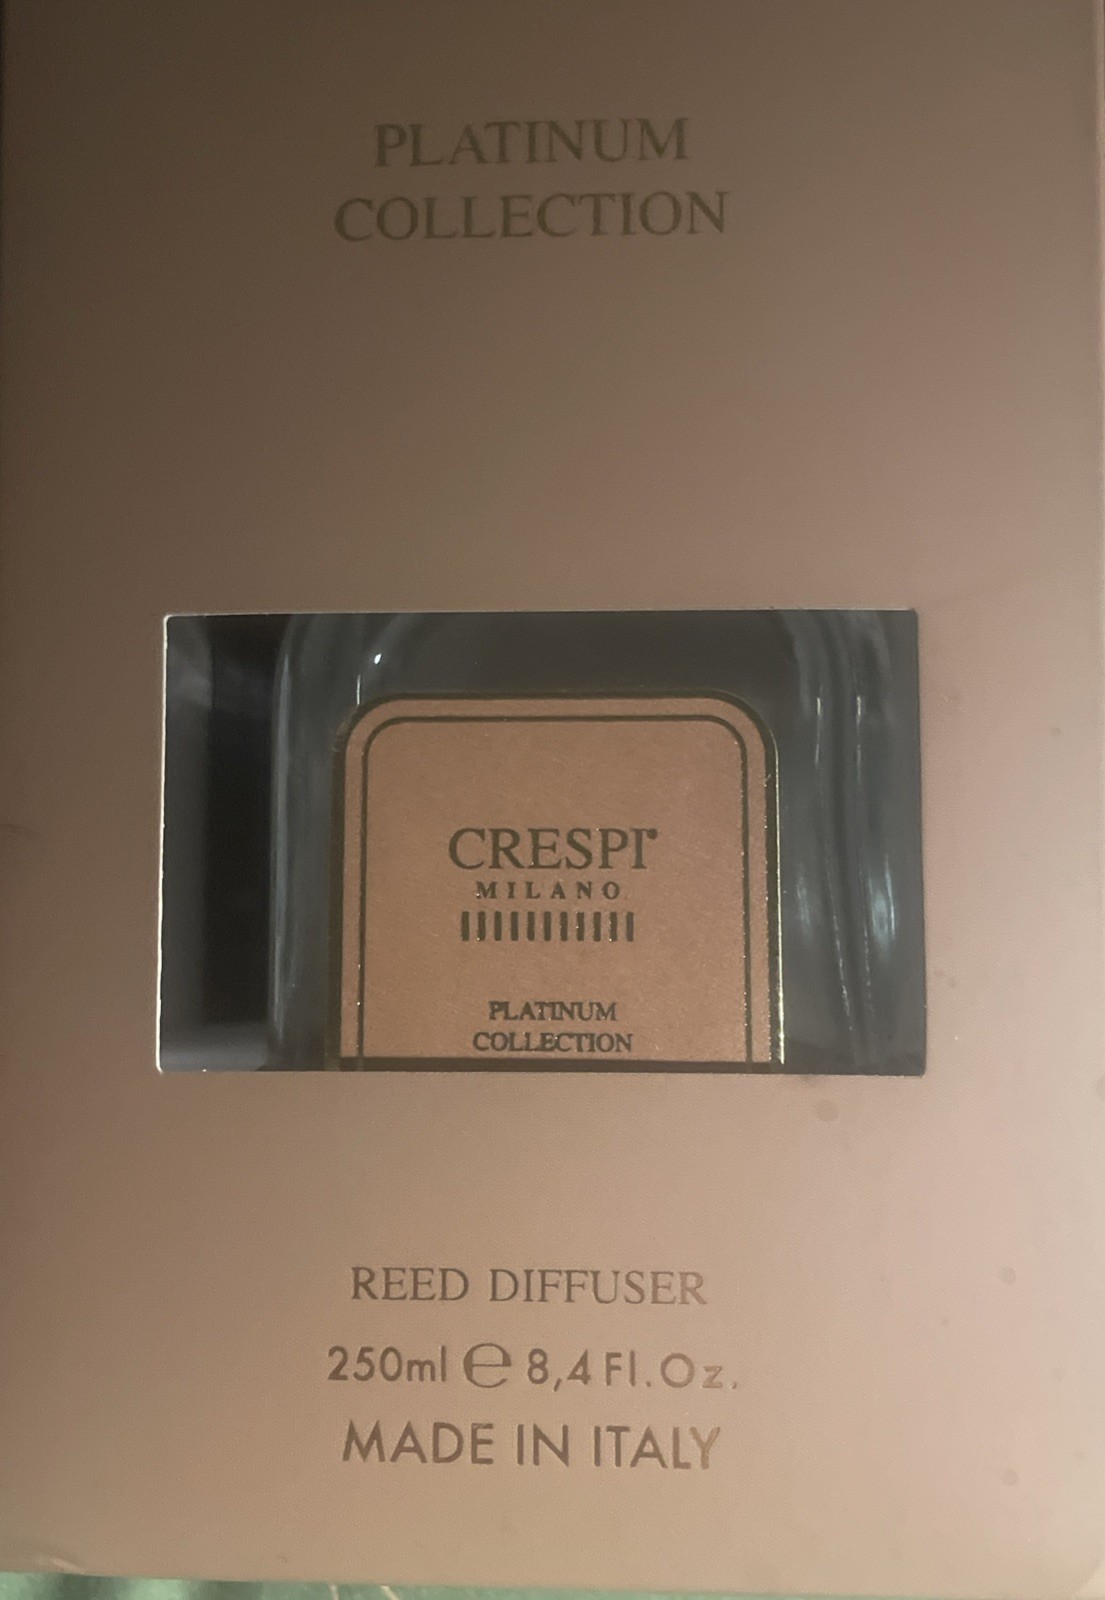 PLATINUM
COLLECTION
CRESPI
MILANO
PLATINUM
COLLECTION
REED DIFFUSER
250ml ℮ 8,4 Fl.Oz.
MADE IN ITALY